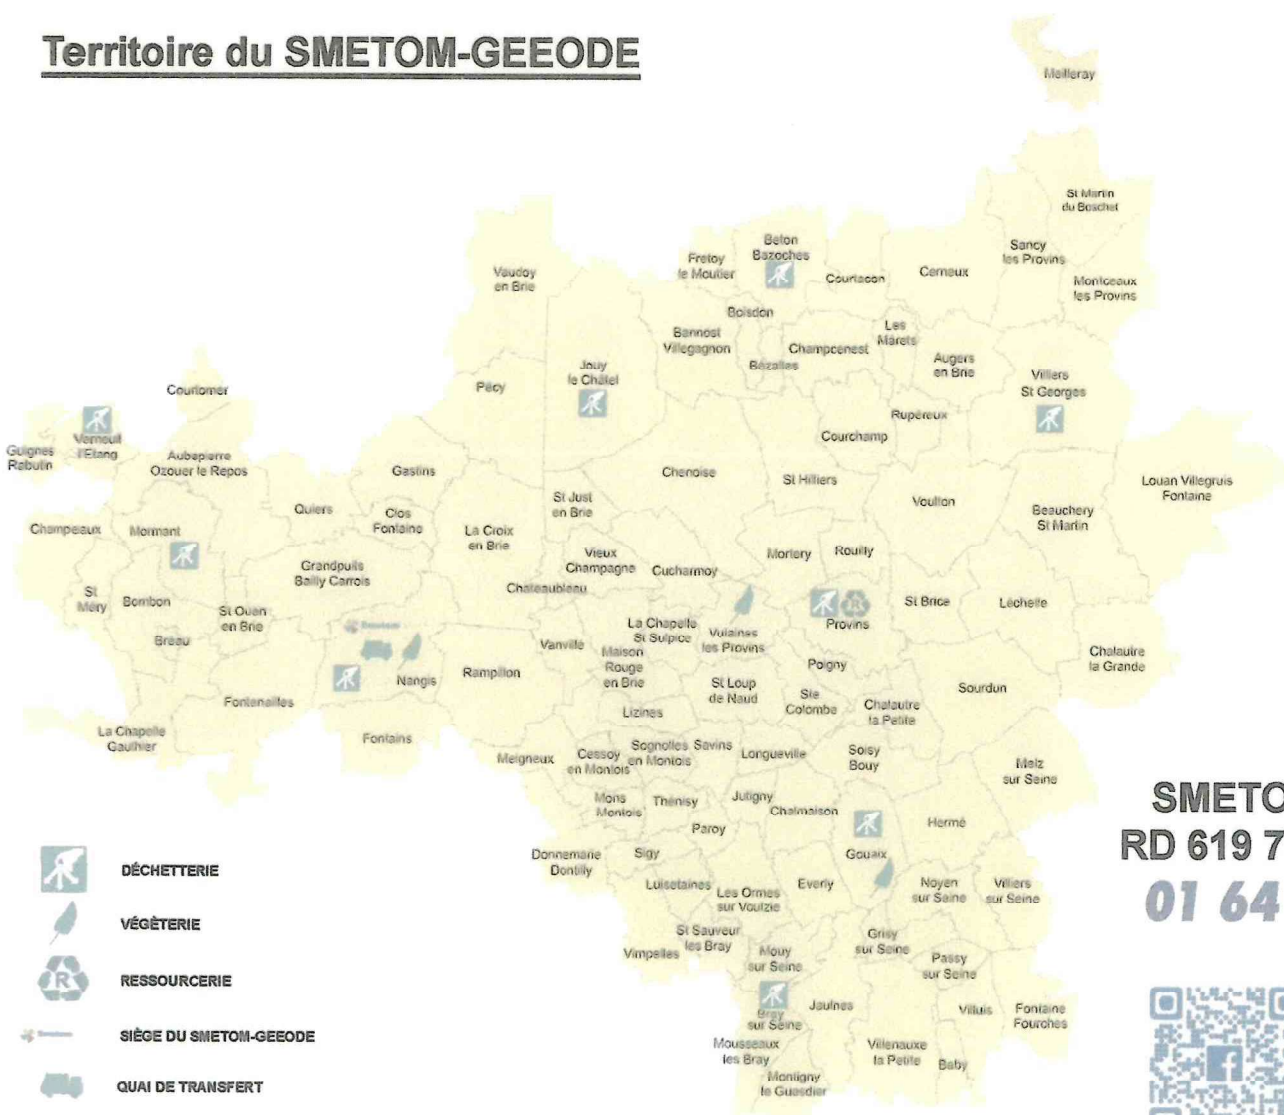 Territoire du SMETOM-GEEODE
Meilleray
St Martin
du Boschet
Sancy
les Provins
Montceaux
les Provins
Beton
Bazoches
Fretoy
le Moutier
Courtacon
Cerneux
Vaudoy
en Brie
Boisdon
Bannost
Villegagnon
Champcenest
Les
Marets
Bézalles
Augers
en Brie
Villiers
St Georges
Jouy
le Châtel
Pécy
Courtomer
Rupéreux
Courchamp
Verneuil
l'Etang
Guignes
Rabutin
Aubepierre
Ozouer le Repos
Gastins
Chenoise
St Hilliers
Voulton
Louan Villegruis
Fontaine
Beauchery
St Martin
Quiers
Clos
Fontaine
St Just
en Brie
La Croix
en Brie
Champeaux
Mormant
Grandpuits
Bailly Carrois
Vieux
Champagne
Cucharmoy
Mortery
Rouilly
Chateaubleau
St
Méry
Bombon
St Ouen
en Brie
Breau
La Chapelle
St Sulpice
Vulaines
les Provins
Provins
St Brice
Léchelle
Vanville
Maison
Rouge
en Brie
Poigny
Chalautre
la Grande
Nangis
Rampillon
St Loup
de Naud
Ste
Colombe
Chalautre
la Petite
Sourdun
Fontenailles
Lizines
La Chapelle
Gauthier
Fontains
Meigneux
Cessoy
en Montois
Sognolles
en Montois
Savins
Longueville
Soisy
Bouy
Melz
sur Seine
Mons
Montois
Thénisy
Jutigny
Chalmaison
Paroy
Hermé
Donnemarie
Dontilly
Sigy
Gouaix
Luisetaines
Les Ormes
sur Voulzie
Everly
Noyen
sur Seine
Villiers
sur Seine
St Sauveur
les Bray
Vimpelles
Mouy
sur Seine
Grisy
sur Seine
Passy
sur Seine
Bray
sur Seine
Jaulnes
Villuis
Fontaine
Fourches
Mousseaux
les Bray
Villenauxe
la Petite
Baby
Montigny
le Guesdier
SMETO
RD 619 7
01 64
DÉCHETTERIE
VÉGÈTERIE
R
RESSOURCERIE
SIÈGE DU SMETOM-GEEODE
QUAI DE TRANSFERT